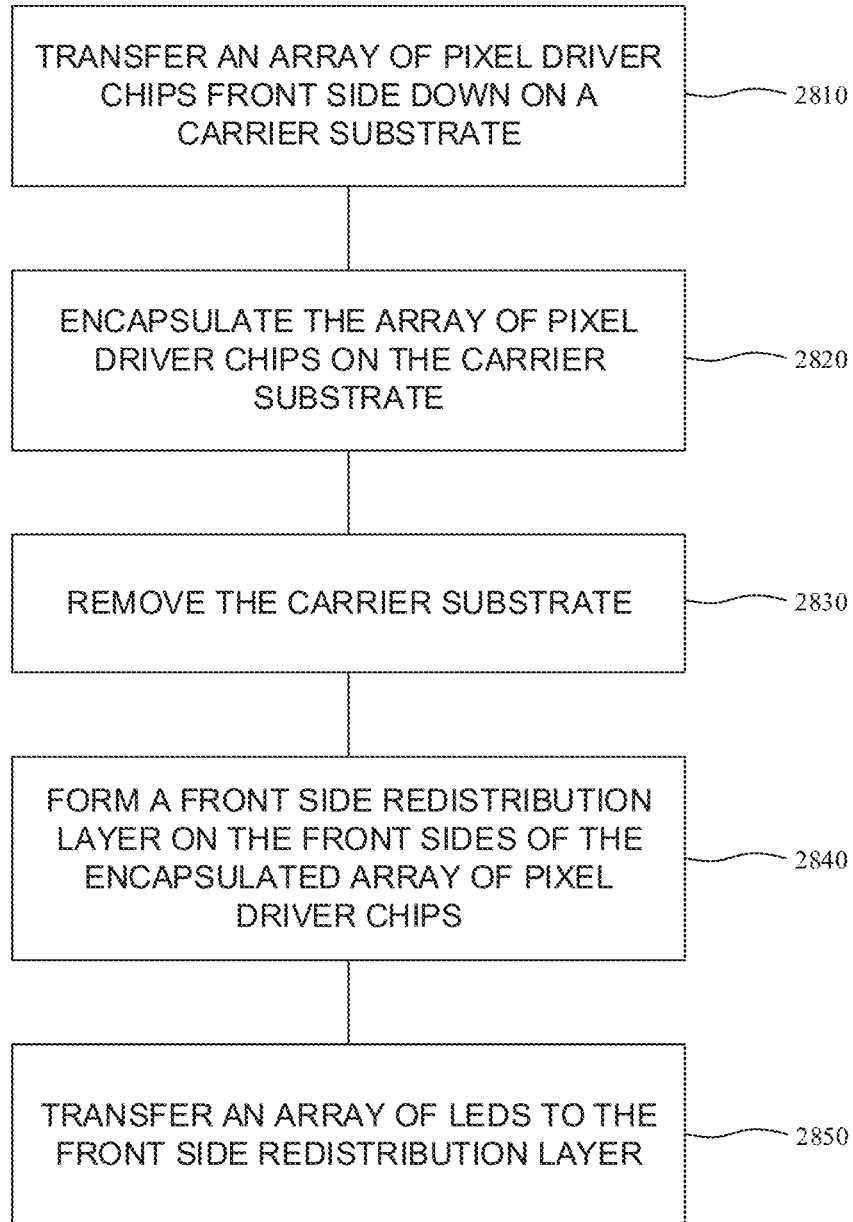 TRANSFER AN ARRAY OF PIXEL DRIVER
CHIPS FRONT SIDE DOWN ON A
CARRIER SUBSTRATE
2810
ENCAPSULATE THE ARRAY OF PIXEL
DRIVER CHIPS ON THE CARRIER
SUBSTRATE
2820
REMOVE THE CARRIER SUBSTRATE
2830
FORM A FRONT SIDE REDISTRIBUTION
LAYER ON THE FRONT SIDES OF THE
ENCAPSULATED ARRAY OF PIXEL
DRIVER CHIPS
2840
TRANSFER AN ARRAY OF LEDS TO THE
FRONT SIDE REDISTRIBUTION LAYER
2850